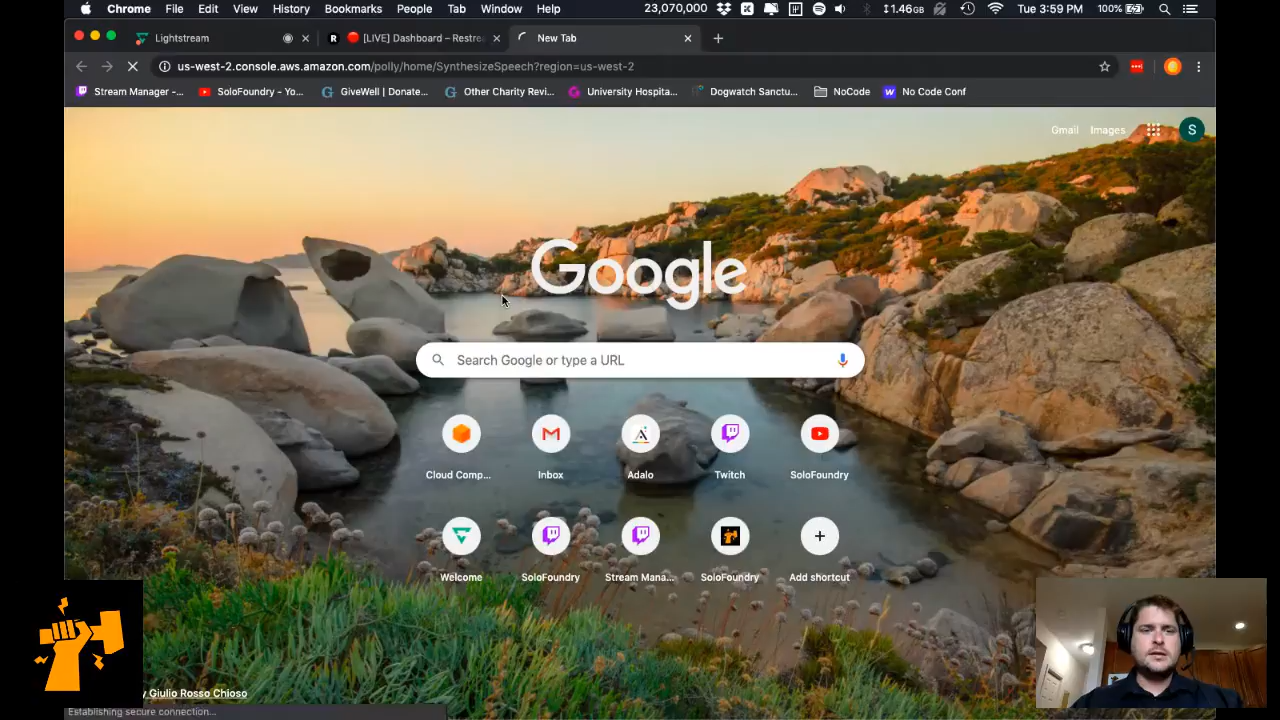 Chrome File Edit View History Bookmarks People Tab Window Help 23,070,000 1.46GB Tue 3:59 PM 100%
Lightstream [LIVE] Dashboard - Restre New Tab
us-west-2.console.aws.amazon.com/polly/home/SynthesizeSpeech?region=us-west-2
Stream Manager -... SoloFoundry - Yo... GiveWell | Donate... Other Charity Revi... University Hospita... Dogwatch Sanctu... NoCode No Code Conf
Gmail Images S
Google
Search Google or type a URL
Cloud Comp... Inbox Adalo Twitch SoloFoundry
Welcome SoloFoundry Stream Mana... SoloFoundry Add shortcut
y Giulio Rosso Chioso
Establishing secure connection...